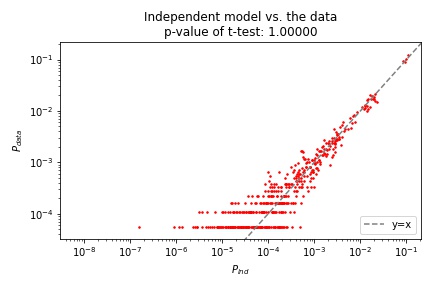 Independent model vs. the data
p-value of t-test: 1.00000
10⁻¹
10⁻²
10⁻³
10⁻⁴
P_data
y=x
10⁻⁸ 10⁻⁷ 10⁻⁶ 10⁻⁵ 10⁻⁴ 10⁻³ 10⁻² 10⁻¹
P_ind